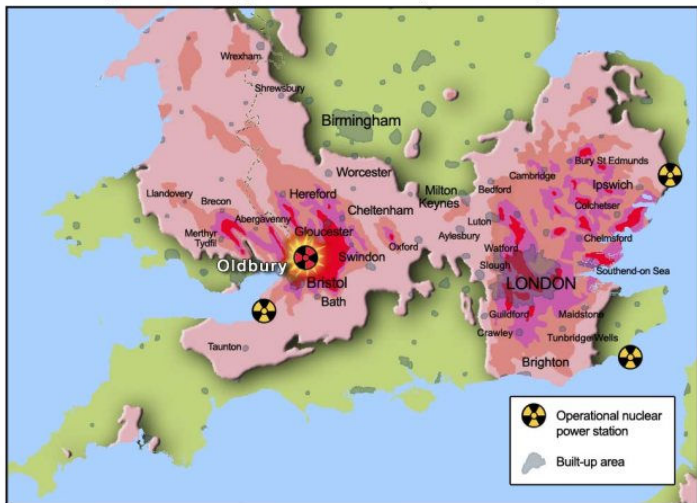 Wrexham
Shrewsbury
Birmingham
Worcester
Bury St Edmunds
Cambridge
Llandovery
Hereford
Milton
Keynes
Bedford
Ipswich
Brecon
Cheltenham
Colchetser
Abergavenny
Luton
Merthyr
Tydfil
Gloucester
Aylesbury
Oxford
Watford
Chelmsford
Oldbury
Swindon
Slough
Southend-on Sea
Bristol
LONDON
Bath
Guildford
Maidstone
Crawley
Tunbridge Wells
Taunton
Brighton
Operational nuclear
power station
Built-up area